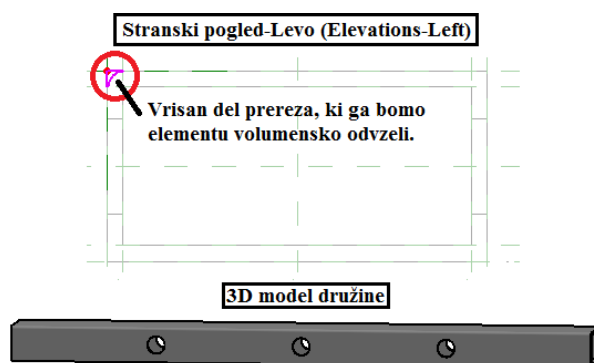 Stranski pogled-Levo (Elevations-Left)
Vrisan del prereza, ki ga bomo
elementu volumensko odvzeli.
3D model družine